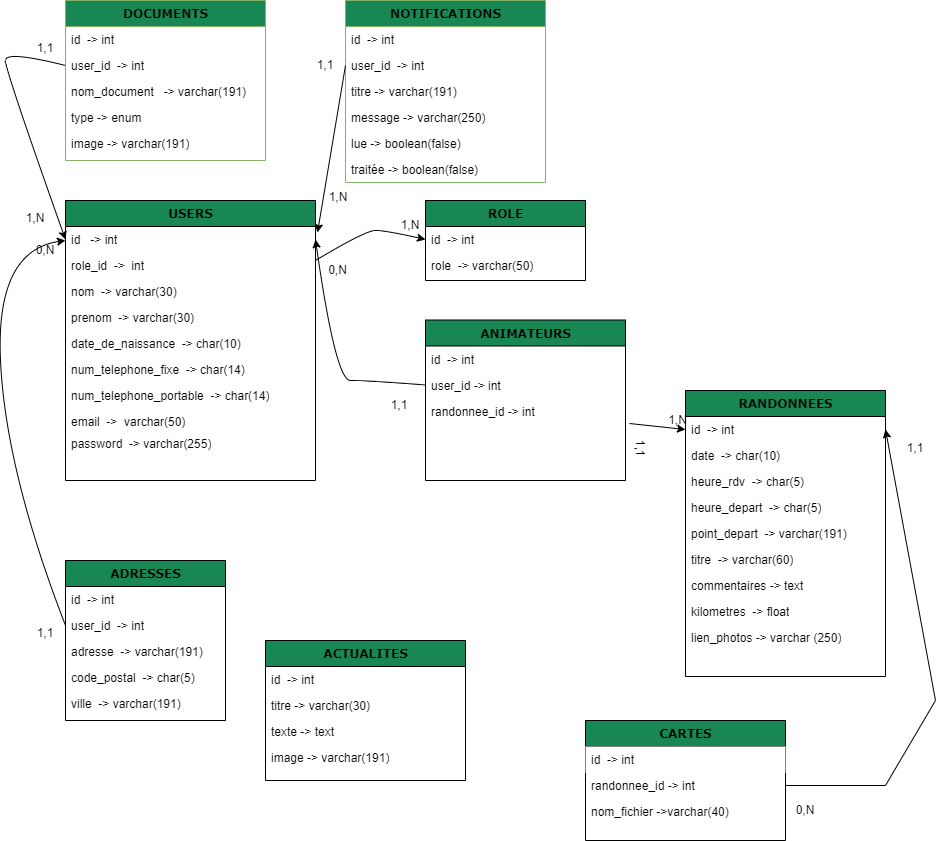 DOCUMENTS
id -> int
user_id -> int
nom_document -> varchar(191)
type -> enum
image -> varchar(191)
1,1
1,N
NOTIFICATIONS
id -> int
user_id -> int
titre -> varchar(191)
message -> varchar(250)
lue -> boolean(false)
traitée -> boolean(false)
1,1
1,N
USERS
id -> int
role_id -> int
nom -> varchar(30)
prenom -> varchar(30)
date_de_naissance -> char(10)
num_telephone_fixe -> char(14)
num_telephone_portable -> char(14)
email -> varchar(50)
password -> varchar(255)
0,N
0,N
1,N
ROLE
id -> int
role -> varchar(50)
ANIMATEURS
id -> int
user_id -> int
randonnee_id -> int
1,1
1,1
1,N
RANDONNEES
id -> int
date -> char(10)
heure_rdv -> char(5)
heure_depart -> char(5)
point_depart -> varchar(191)
titre -> varchar(60)
commentaires -> text
kilometres -> float
lien_photos -> varchar (250)
1,1
ADRESSES
id -> int
user_id -> int
adresse -> varchar(191)
code_postal -> char(5)
ville -> varchar(191)
1,1
ACTUALITES
id -> int
titre -> varchar(30)
texte -> text
image -> varchar(191)
CARTES
id -> int
randonnee_id -> int
nom_fichier ->varchar(40)
0,N